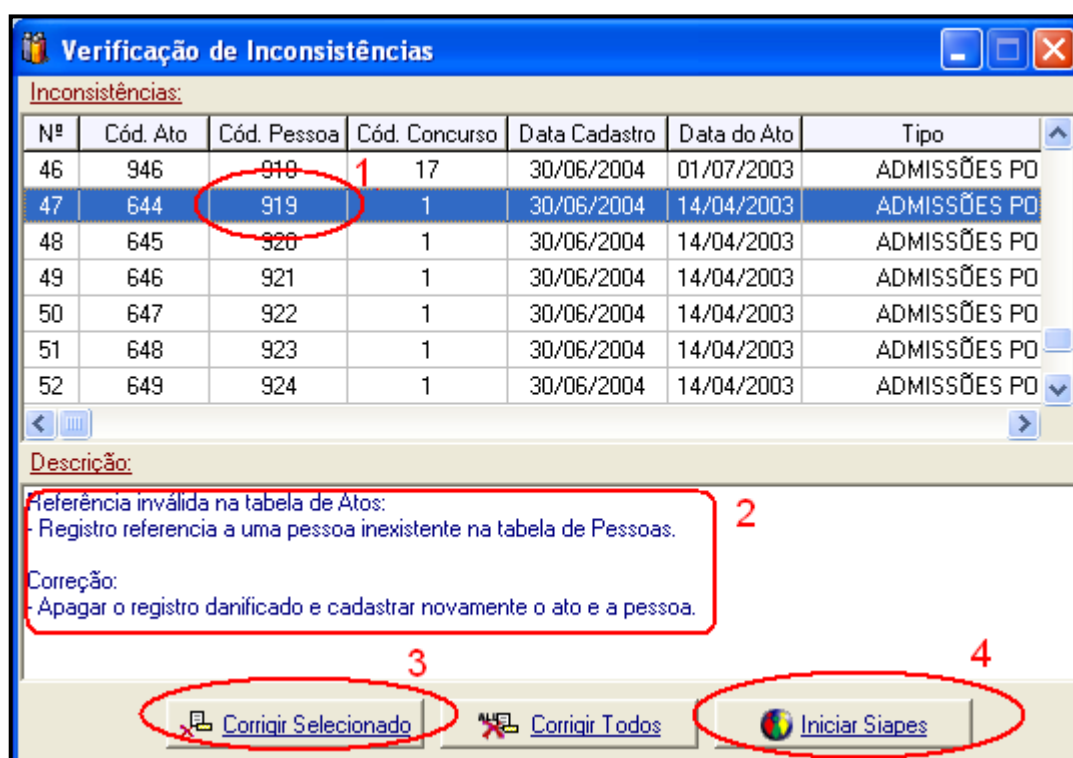 Verificação de Inconsistências
Inconsistências:
Nº Cód. Ato Cód. Pessoa Cód. Concurso Data Cadastro Data do Ato Tipo
46 946 918 17 30/06/2004 01/07/2003 ADMISSÕES PO
1
47 644 919 1 30/06/2004 14/04/2003 ADMISSÕES PO
48 645 920 1 30/06/2004 14/04/2003 ADMISSÕES PO
49 646 921 1 30/06/2004 14/04/2003 ADMISSÕES PO
50 647 922 1 30/06/2004 14/04/2003 ADMISSÕES PO
51 648 923 1 30/06/2004 14/04/2003 ADMISSÕES PO
52 649 924 1 30/06/2004 14/04/2003 ADMISSÕES PO
Descrição:
Referência inválida na tabela de Atos:
- Registro referencia a uma pessoa inexistente na tabela de Pessoas.
2
Correção:
- Apagar o registro danificado e cadastrar novamente o ato e a pessoa.
3 4
Corrigir Selecionado Corrigir Todos Iniciar Siapes